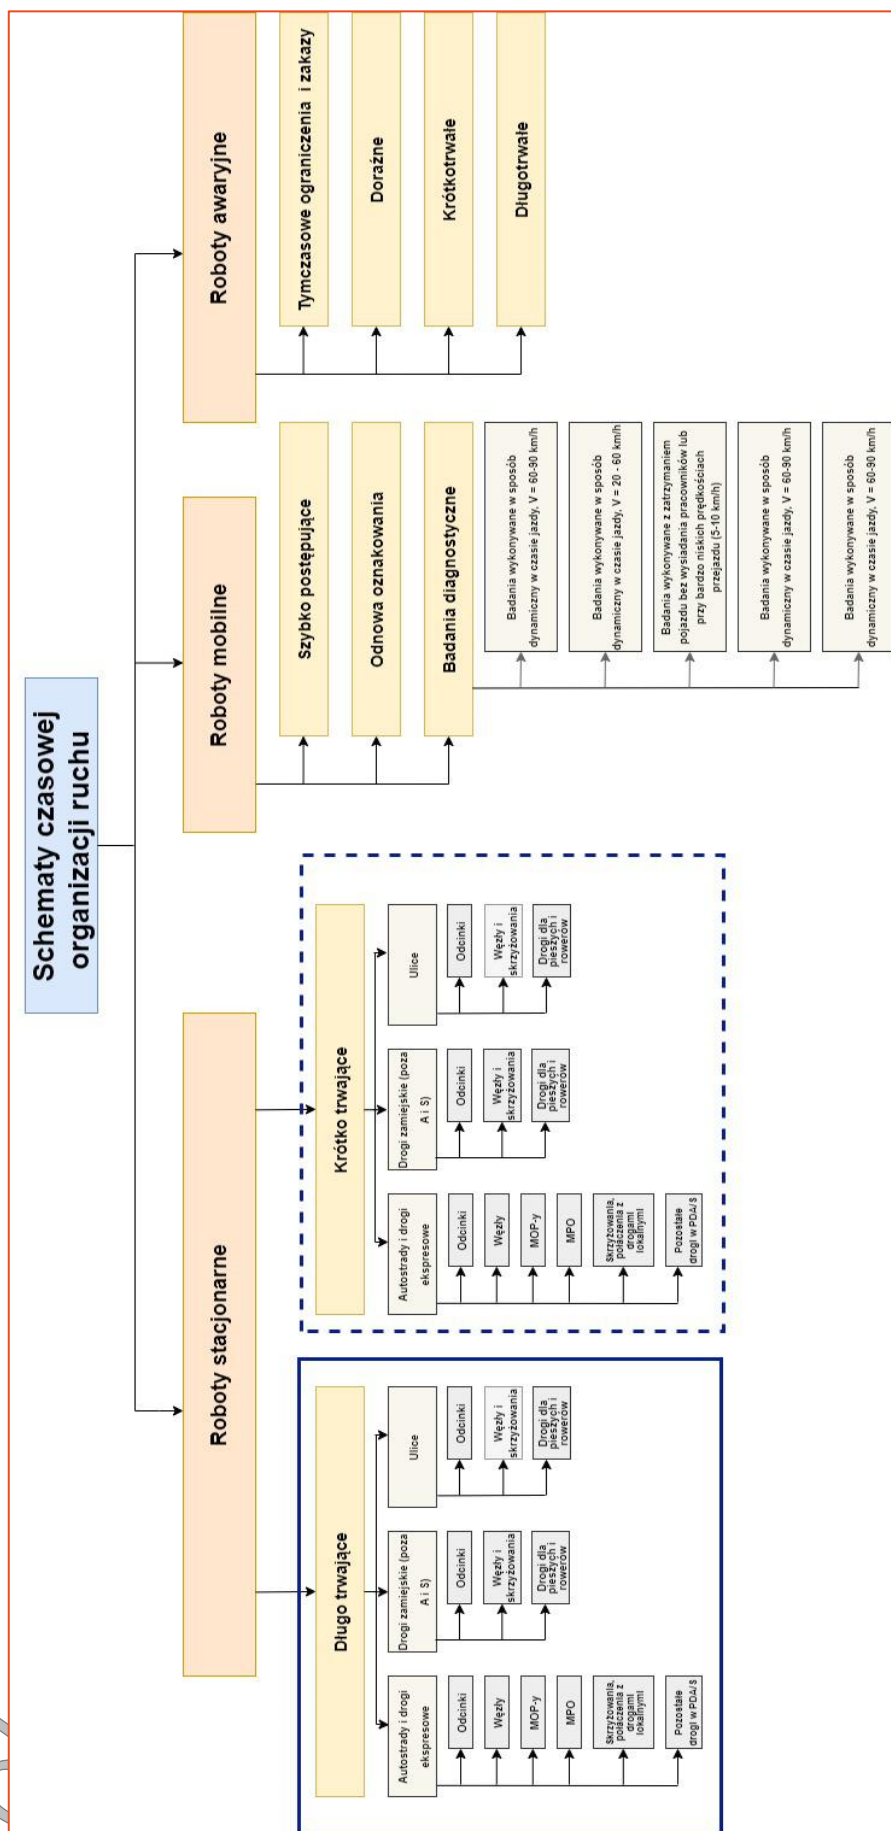 Schematy czasowej
organizacji ruchu
Roboty stacjonarne
Długo trwające
Autostrady i drogi
ekspresowe
Odcinki
Węzły
MOP-y
MPO
Skrzyżowania,
połączenia z
drogami
lokalnymi
Pozostałe
drogi w PDA/S
Drogi zamiejskie (poza
A i S)
Odcinki
Węzły i
skrzyżowania
Drogi dla
pieszych i
rowerów
Ulice
Odcinki
Węzły i
skrzyżowania
Drogi dla
pieszych i
rowerów
Krótko trwające
Autostrady i drogi
ekspresowe
Odcinki
Węzły
MOP-y
MPO
Skrzyżowania,
połączenia z
drogami
lokalnymi
Pozostałe
drogi w PDA/S
Drogi zamiejskie (poza
A i S)
Odcinki
Węzły i
skrzyżowania
Drogi dla
pieszych i
rowerów
Ulice
Odcinki
Węzły i
skrzyżowania
Drogi dla
pieszych i
rowerów
Roboty mobilne
Szybko postępujące
Odnowa oznakowania
Badania diagnostyczne
Badania wykonywane w sposób
dynamiczny w czasie jazdy, V = 60-90 km/h
Badania wykonywane w sposób
dynamiczny w czasie jazdy, V = 20 - 60 km/h
Badania wykonywane z zatrzymaniem
pojazdu bez wysiadania pracowników lub
przy bardzo niskich prędkościach
przejazdu (5-10 km/h)
Badania wykonywane w sposób
dynamiczny w czasie jazdy, V = 60-90 km/h
Badania wykonywane w sposób
dynamiczny w czasie jazdy, V = 60-90 km/h
Roboty awaryjne
Tymczasowe ograniczenia i zakazy
Doraźne
Krótkotrwałe
Długotrwałe